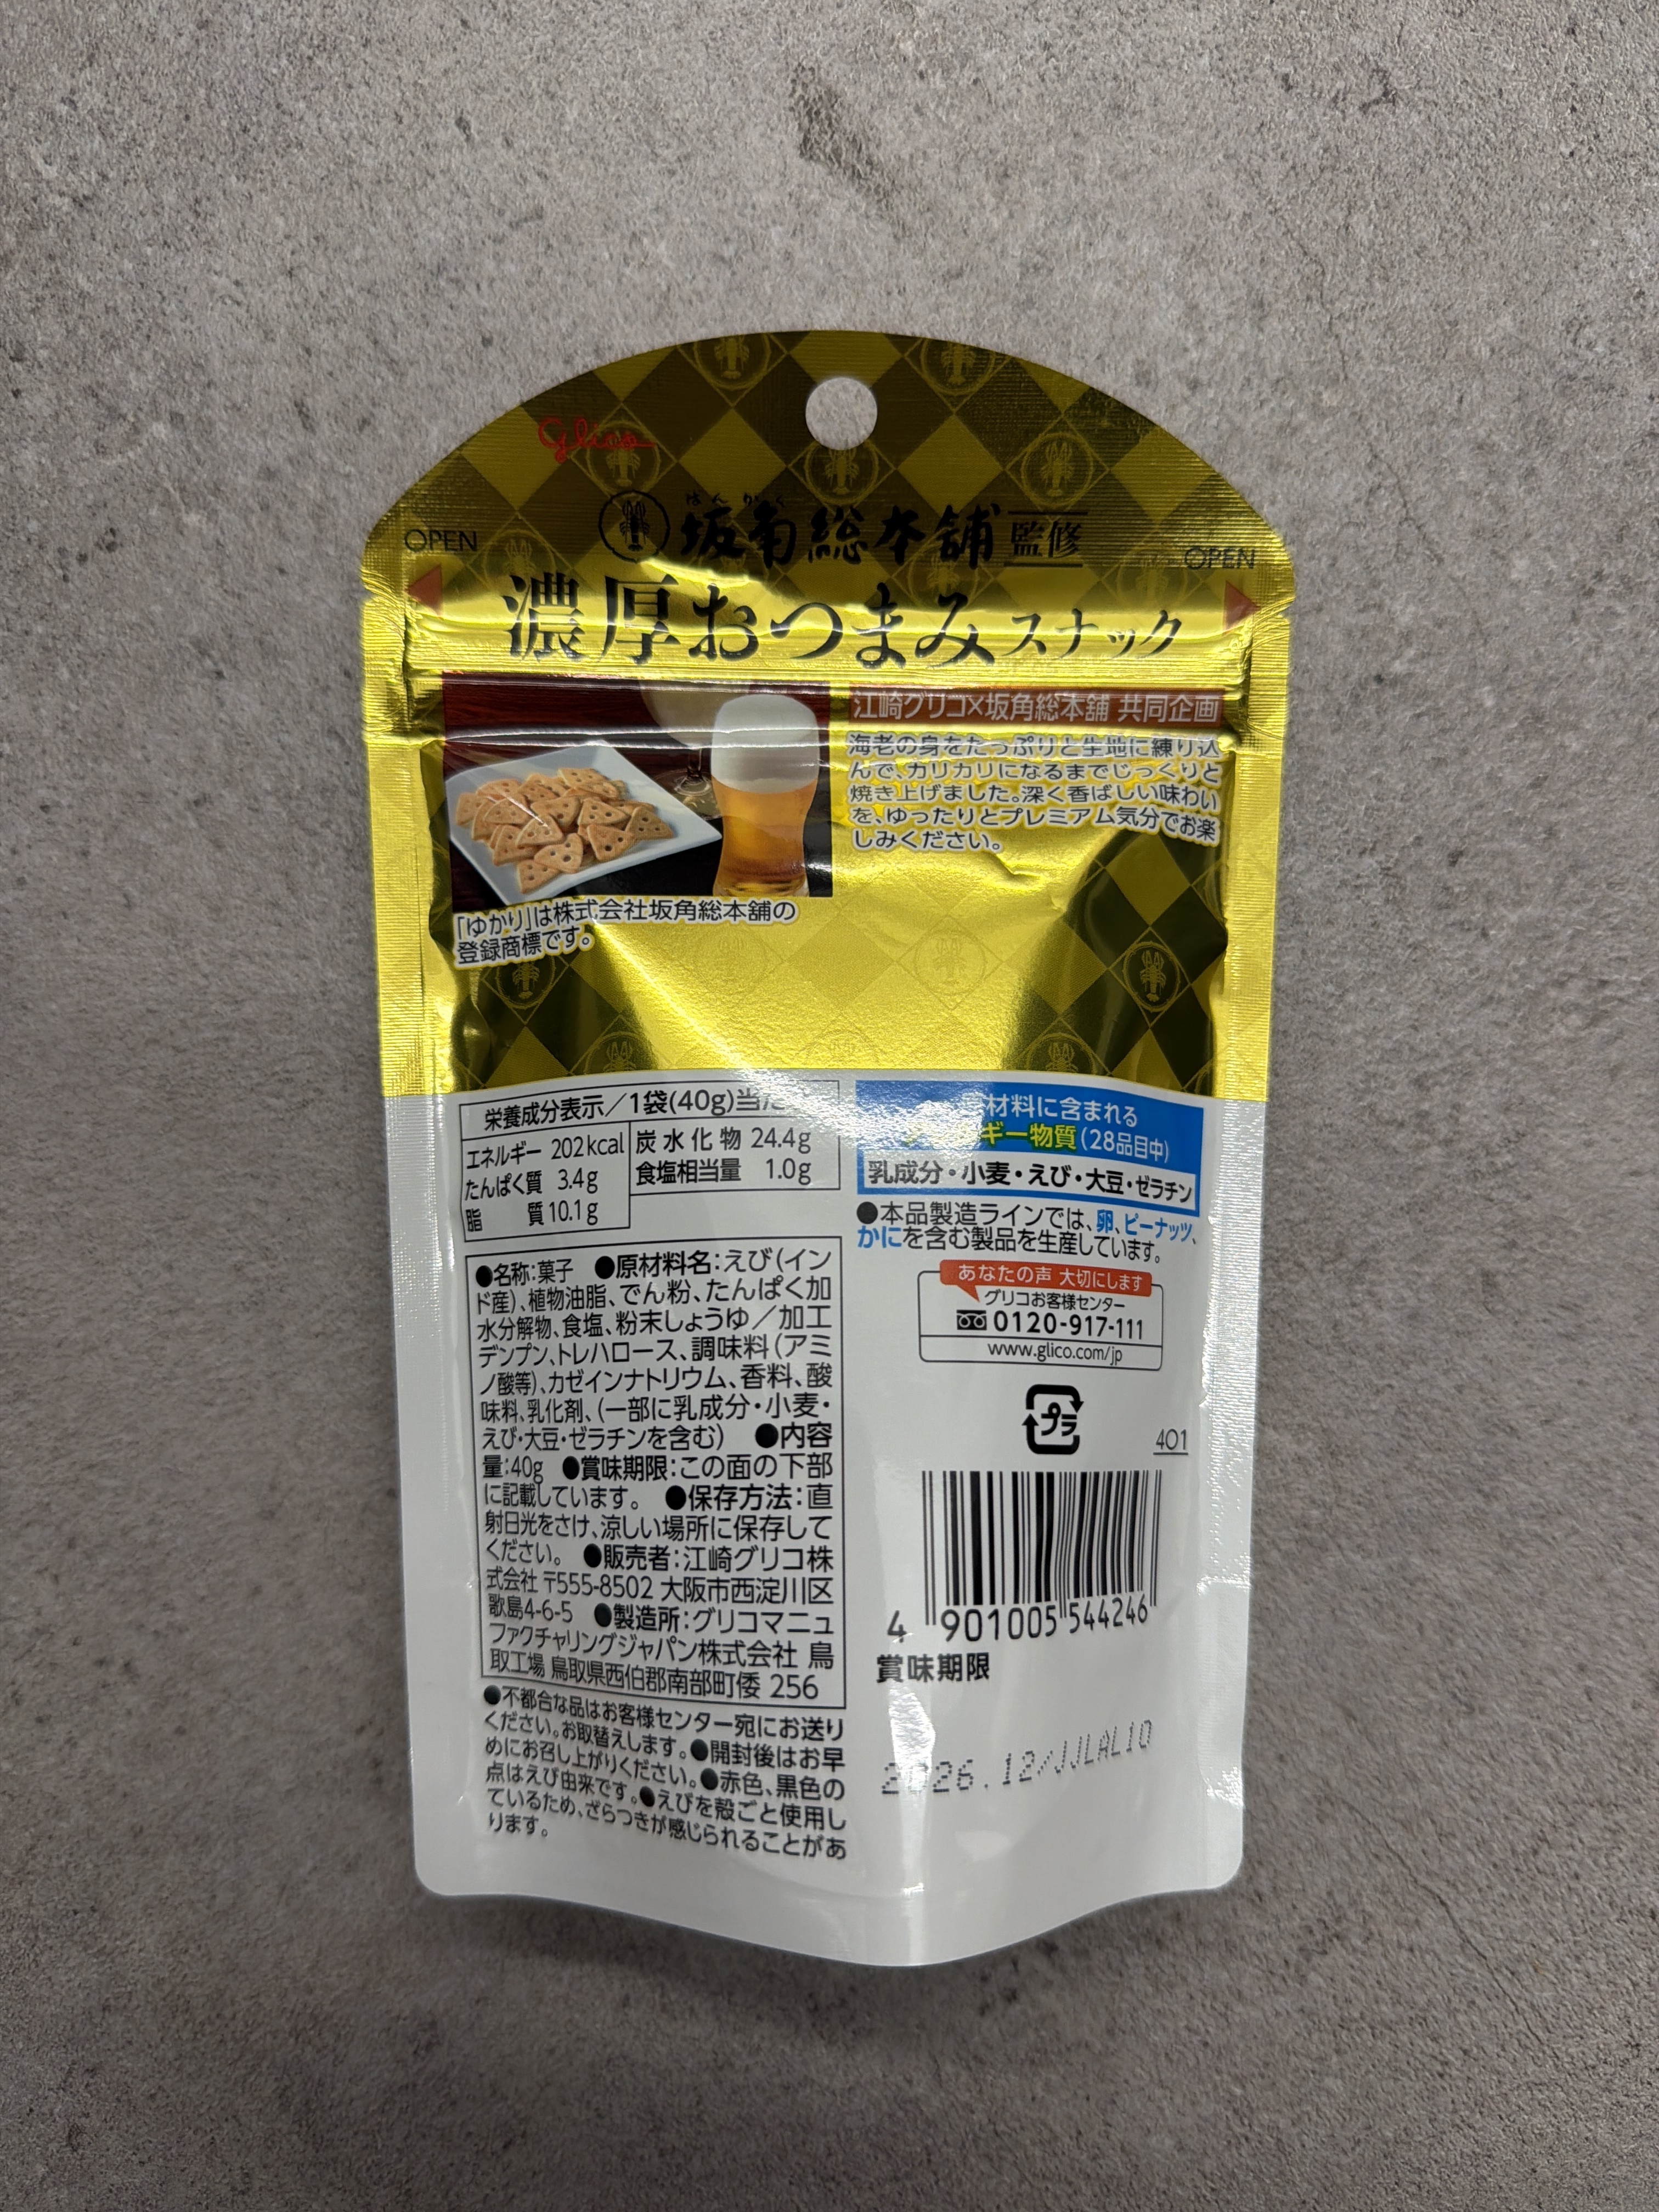 Glico
はんかく
坂角総本舖 監修
OPEN
OPEN
濃厚おつまみスナック
江崎グリコ×坂角総本舖 共同企画
海老の身をたっぷりと生地に練り込
んで、カリカリになるまでじっくりと
焼き上げました。深く香ばしい味わい
を、ゆったりとプレミアム気分でお楽
しみください。
「ゆかり」は株式会社坂角総本舖の
登録商標です。
栄養成分表示/1袋(40g)当た
エネルギー 202kcal
たんぱく質 3.4g
脂質 10.1g
炭水化物 24.4g
食塩相当量 1.0g
●名称:菓子 ●原材料名:えび(イン
ド産)、植物油脂、でん粉、たんぱく加
水分解物、食塩、粉末しょうゆ/加工
デンプン、トレハロース、調味料(アミ
ノ酸等)、カゼインナトリウム、香料、酸
味料、乳化剤、(一部に乳成分・小麦・
えび・大豆・ゼラチンを含む) ●内容
量:40g ●賞味期限:この面の下部
に記載しています。 ●保存方法:直
射日光をさけ、涼しい場所に保存して
ください。 ●販売者:江崎グリコ株
式会社 〒555-8502 大阪市西淀川区
歌島4-6-5 ●製造所:グリコマニュ
ファクチャリングジャパン株式会社 鳥
取工場 鳥取県西伯郡南部町倭 256
●不都合な品はお客様センター宛にお送り
ください。お取替えします。●開封後はお早
めにお召し上がりください。●赤色、黒色の
点はえび由来です。●えびを殻ごと使用し
ているため、ざらつきが感じられることがあ
ります。
材料に含まれる
ギー物質(28品目中)
乳成分・小麦・えび・大豆・ゼラチン
●本品製造ラインでは、卵、ピーナッツ、
かにを含む製品を生産しています。
あなたの声 大切にします
グリコお客様センター
0120-917-111
www.glico.com/jp
プラ
401
4 901005 544246
賞味期限
2026.12/JJLAL10